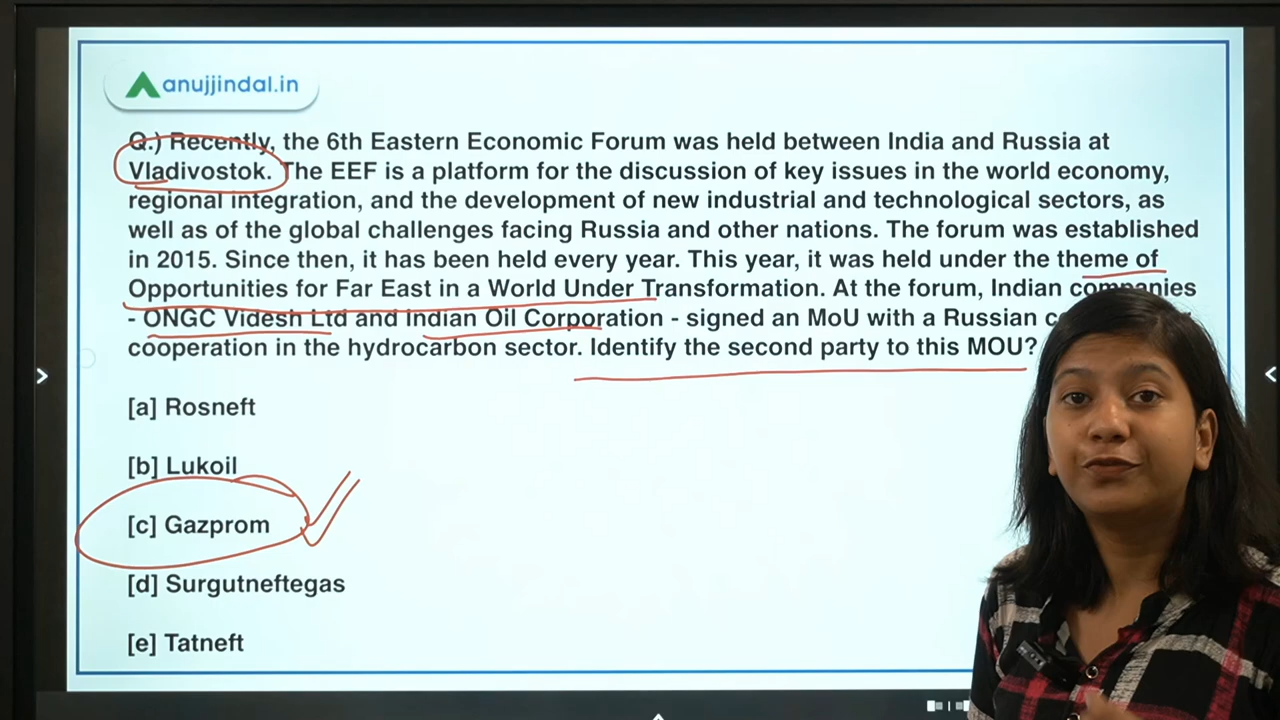 anujjindal.in
Q.) Recently, the 6th Eastern Economic Forum was held between India and Russia at
Vladivostok. The EEF is a platform for the discussion of key issues in the world economy,
regional integration, and the development of new industrial and technological sectors, as
well as of the global challenges facing Russia and other nations. The forum was established
in 2015. Since then, it has been held every year. This year, it was held under the theme of
Opportunities for Far East in a World Under Transformation. At the forum, Indian companies
- ONGC Videsh Ltd and Indian Oil Corporation - signed an MoU with a Russian
cooperation in the hydrocarbon sector. Identify the second party to this MOU?
[a] Rosneft
[b] Lukoil
[c] Gazprom
[d] Surgutneftegas
[e] Tatneft